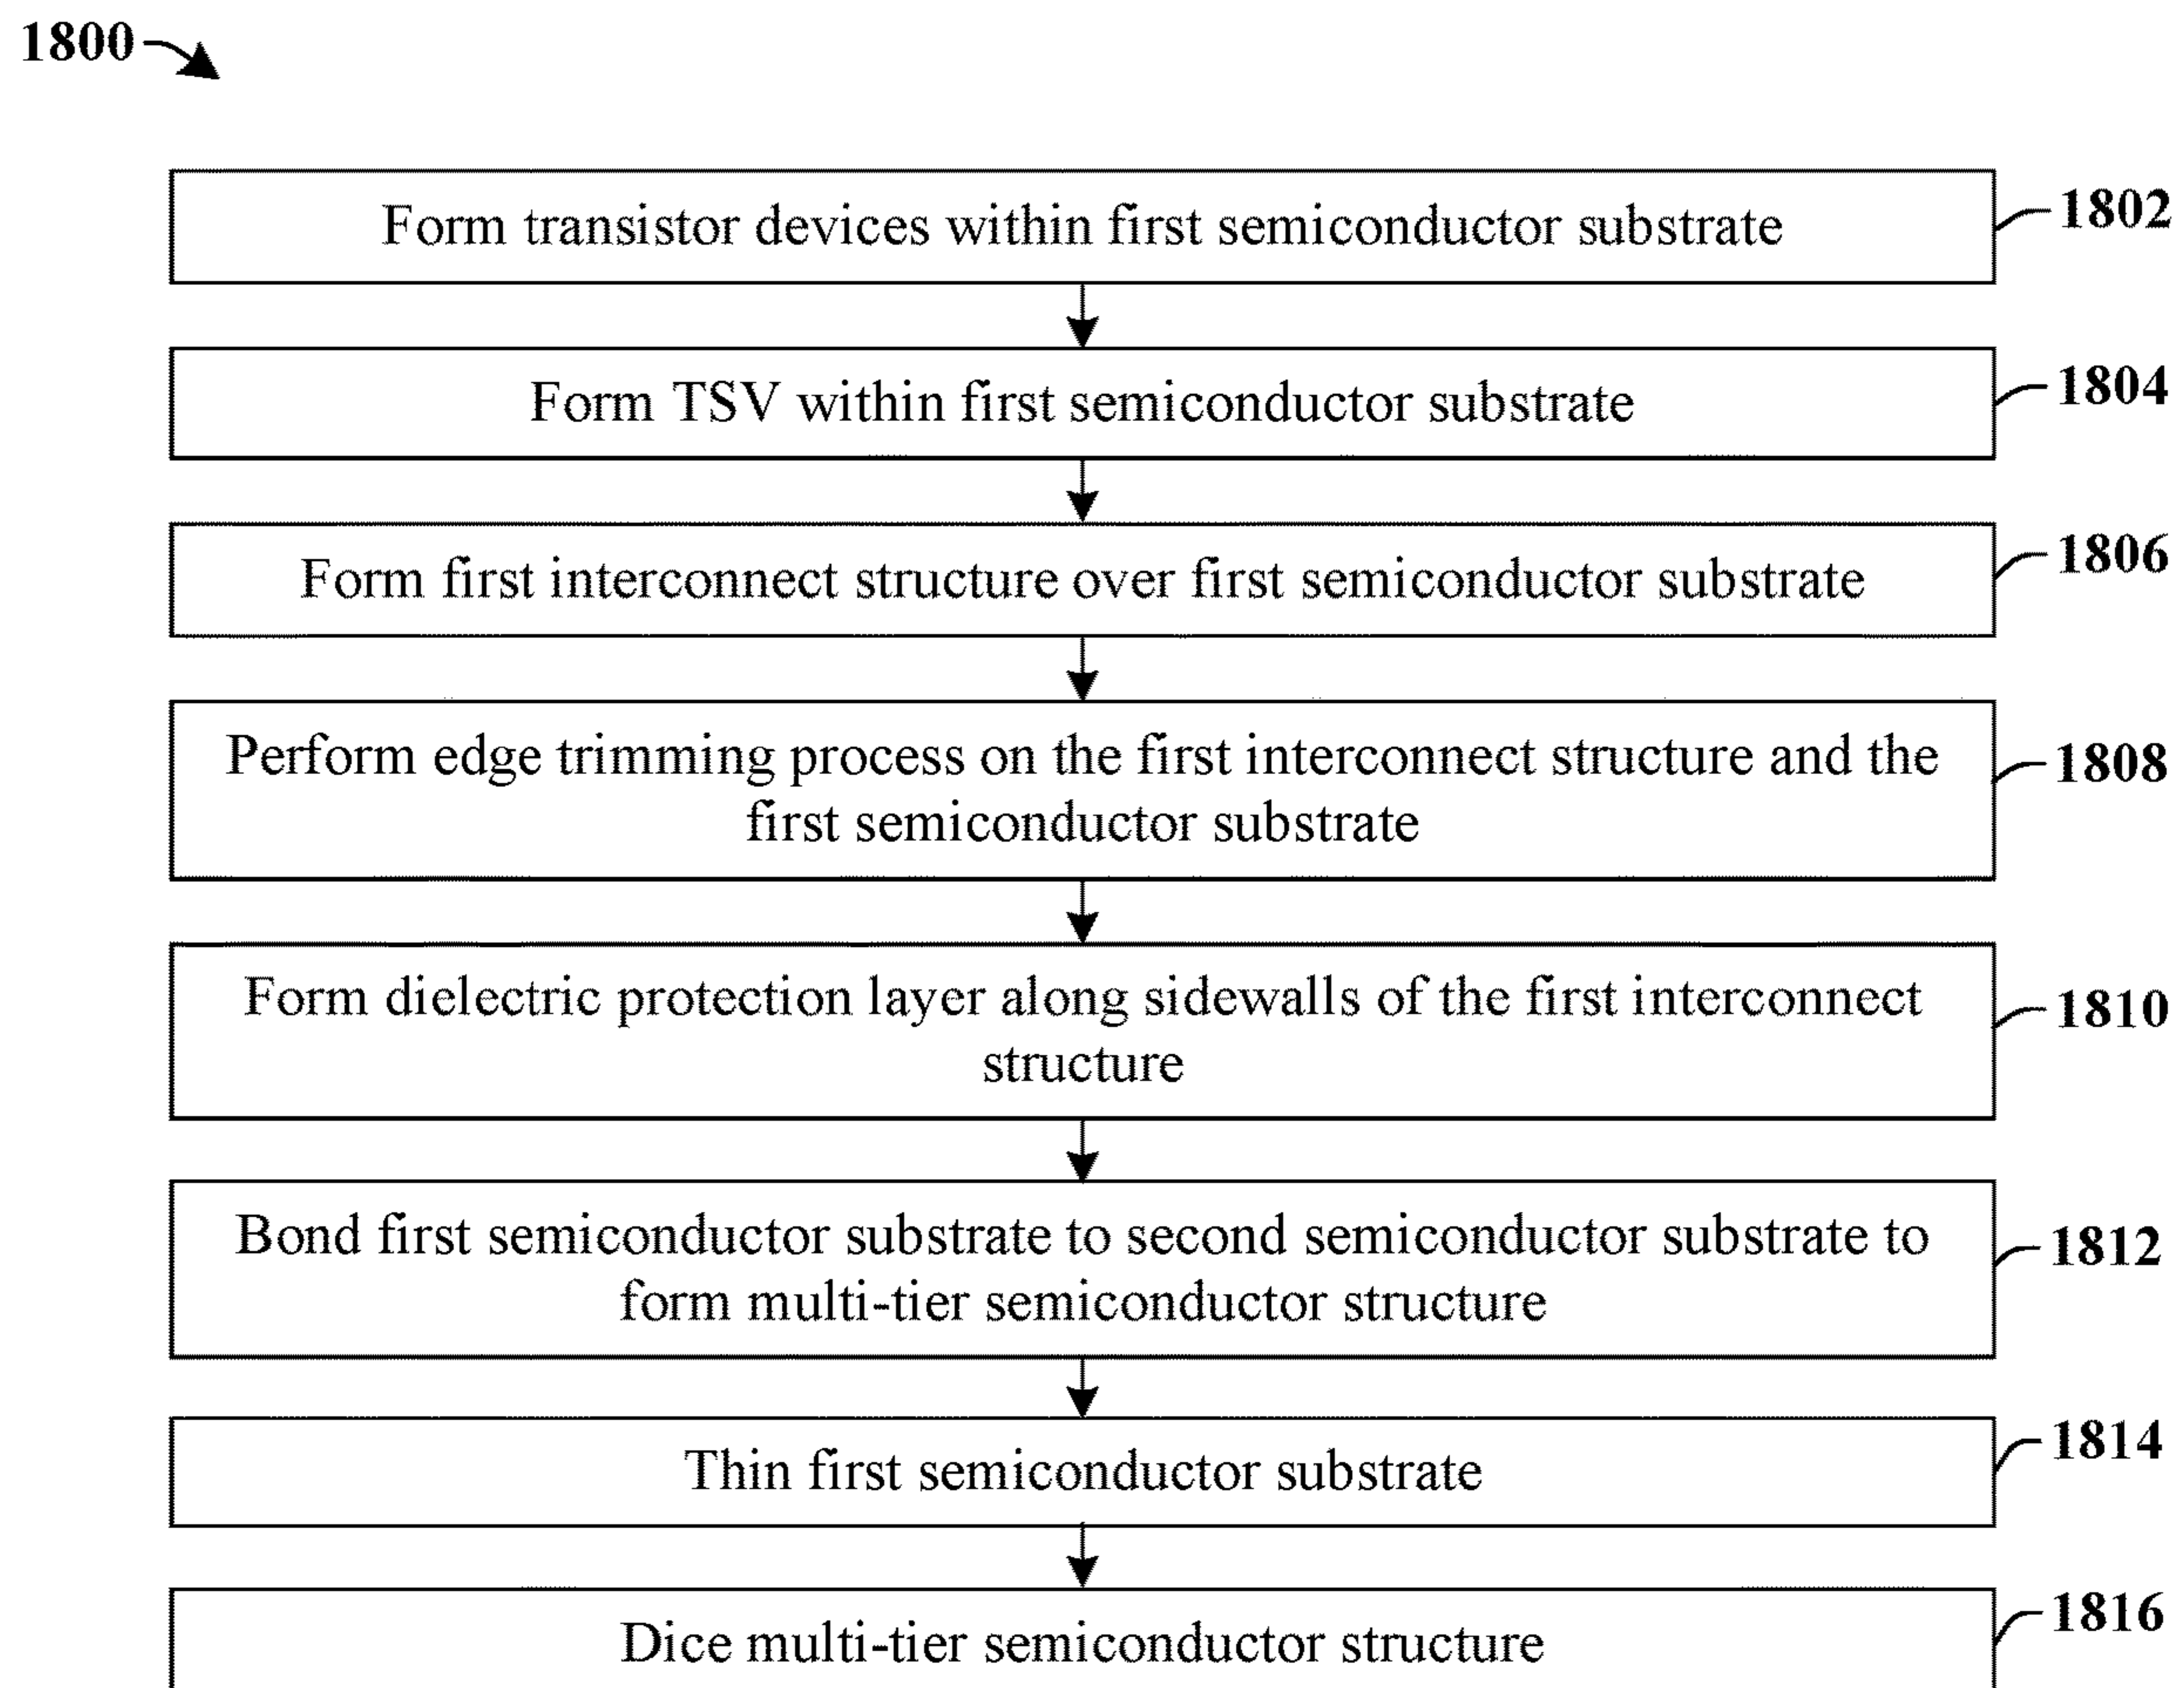 1800
Form transistor devices within first semiconductor substrate
1802
Form TSV within first semiconductor substrate
1804
Form first interconnect structure over first semiconductor substrate
1806
Perform edge trimming process on the first interconnect structure and the
first semiconductor substrate
1808
Form dielectric protection layer along sidewalls of the first interconnect
structure
1810
Bond first semiconductor substrate to second semiconductor substrate to
form multi-tier semiconductor structure
1812
Thin first semiconductor substrate
1814
Dice multi-tier semiconductor structure
1816